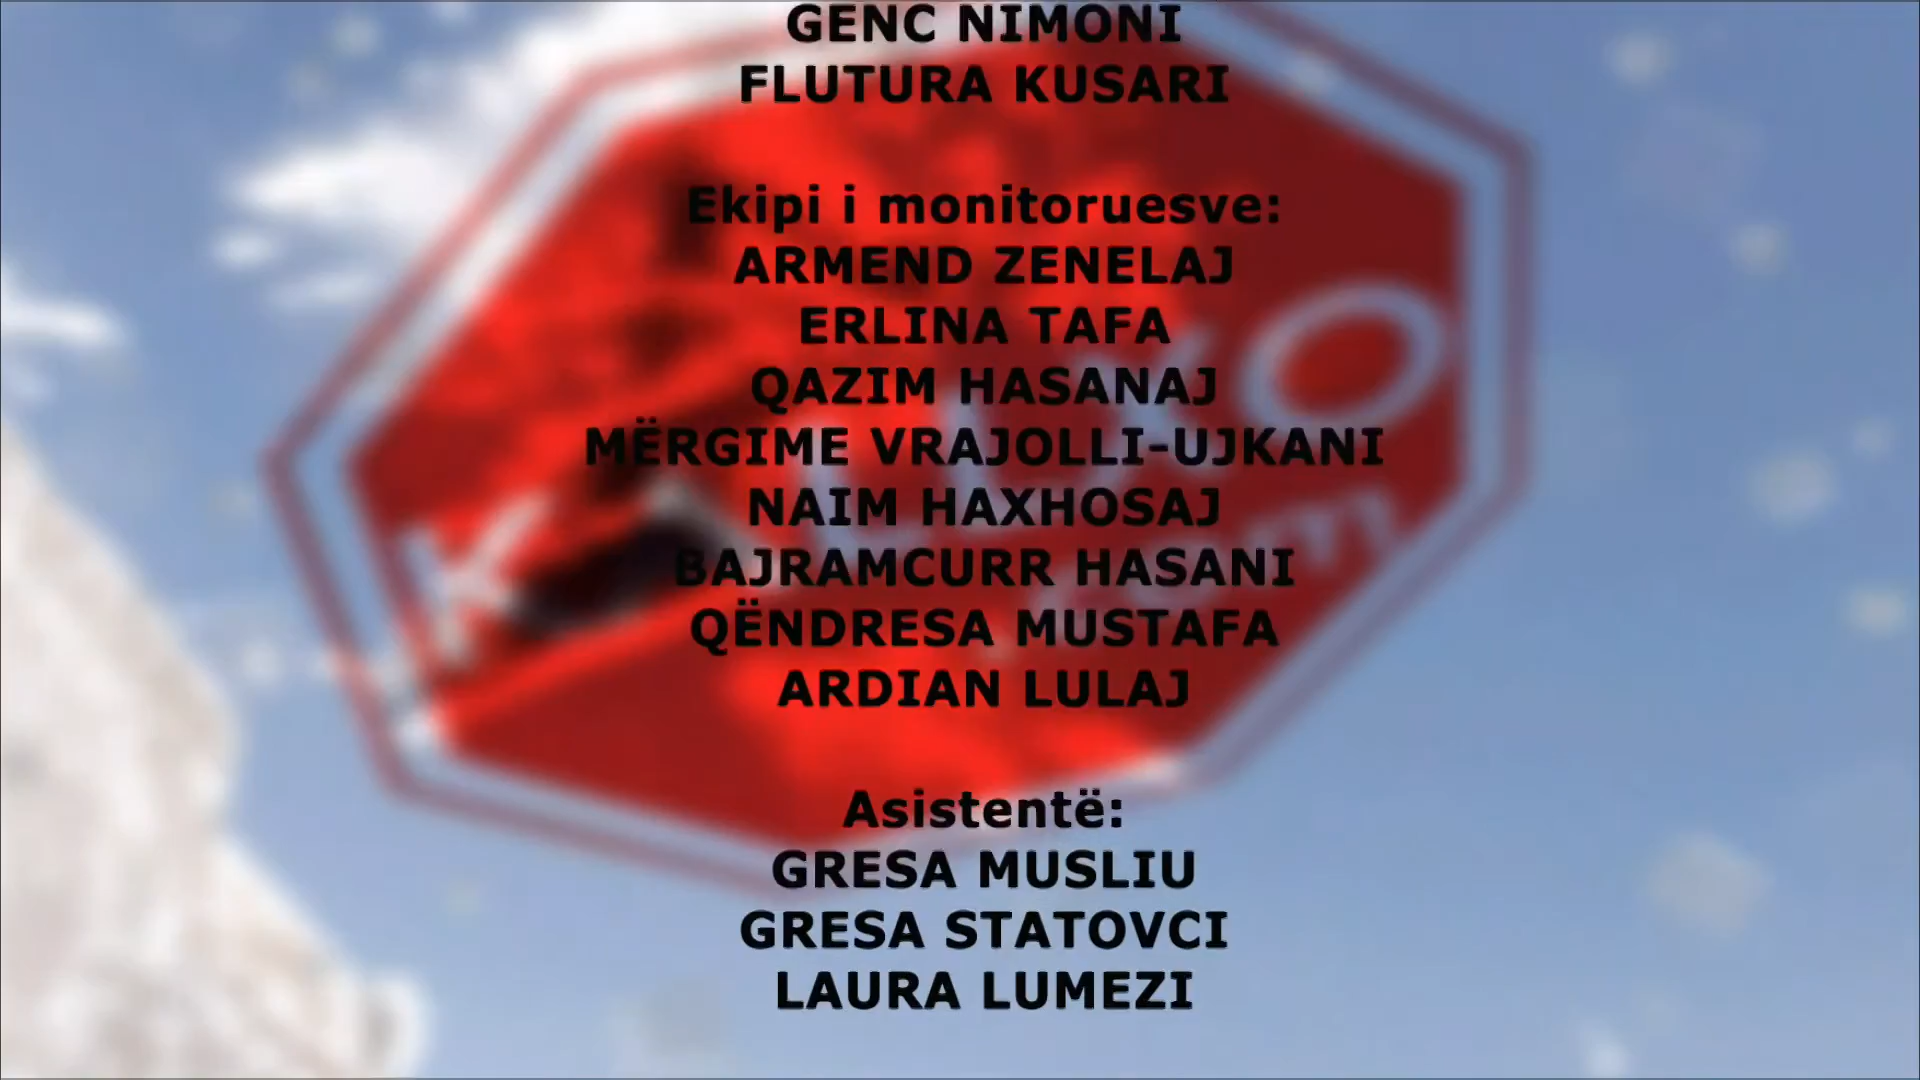 GENC NIMONI
FLUTURA KUSARI
Ekipi i monitoruesve:
ARMEND ZENELAJ
ERLINA TAFA
QAZIM HASANAJ
MËRGIME VRAJOLLI-UJKANI
NAIM HAXHOSAJ
BAJRAMCURR HASANI
QËNDRESA MUSTAFA
ARDIAN LULAJ
Asistentë:
GRESA MUSLIU
GRESA STATOVCI
LAURA LUMEZI